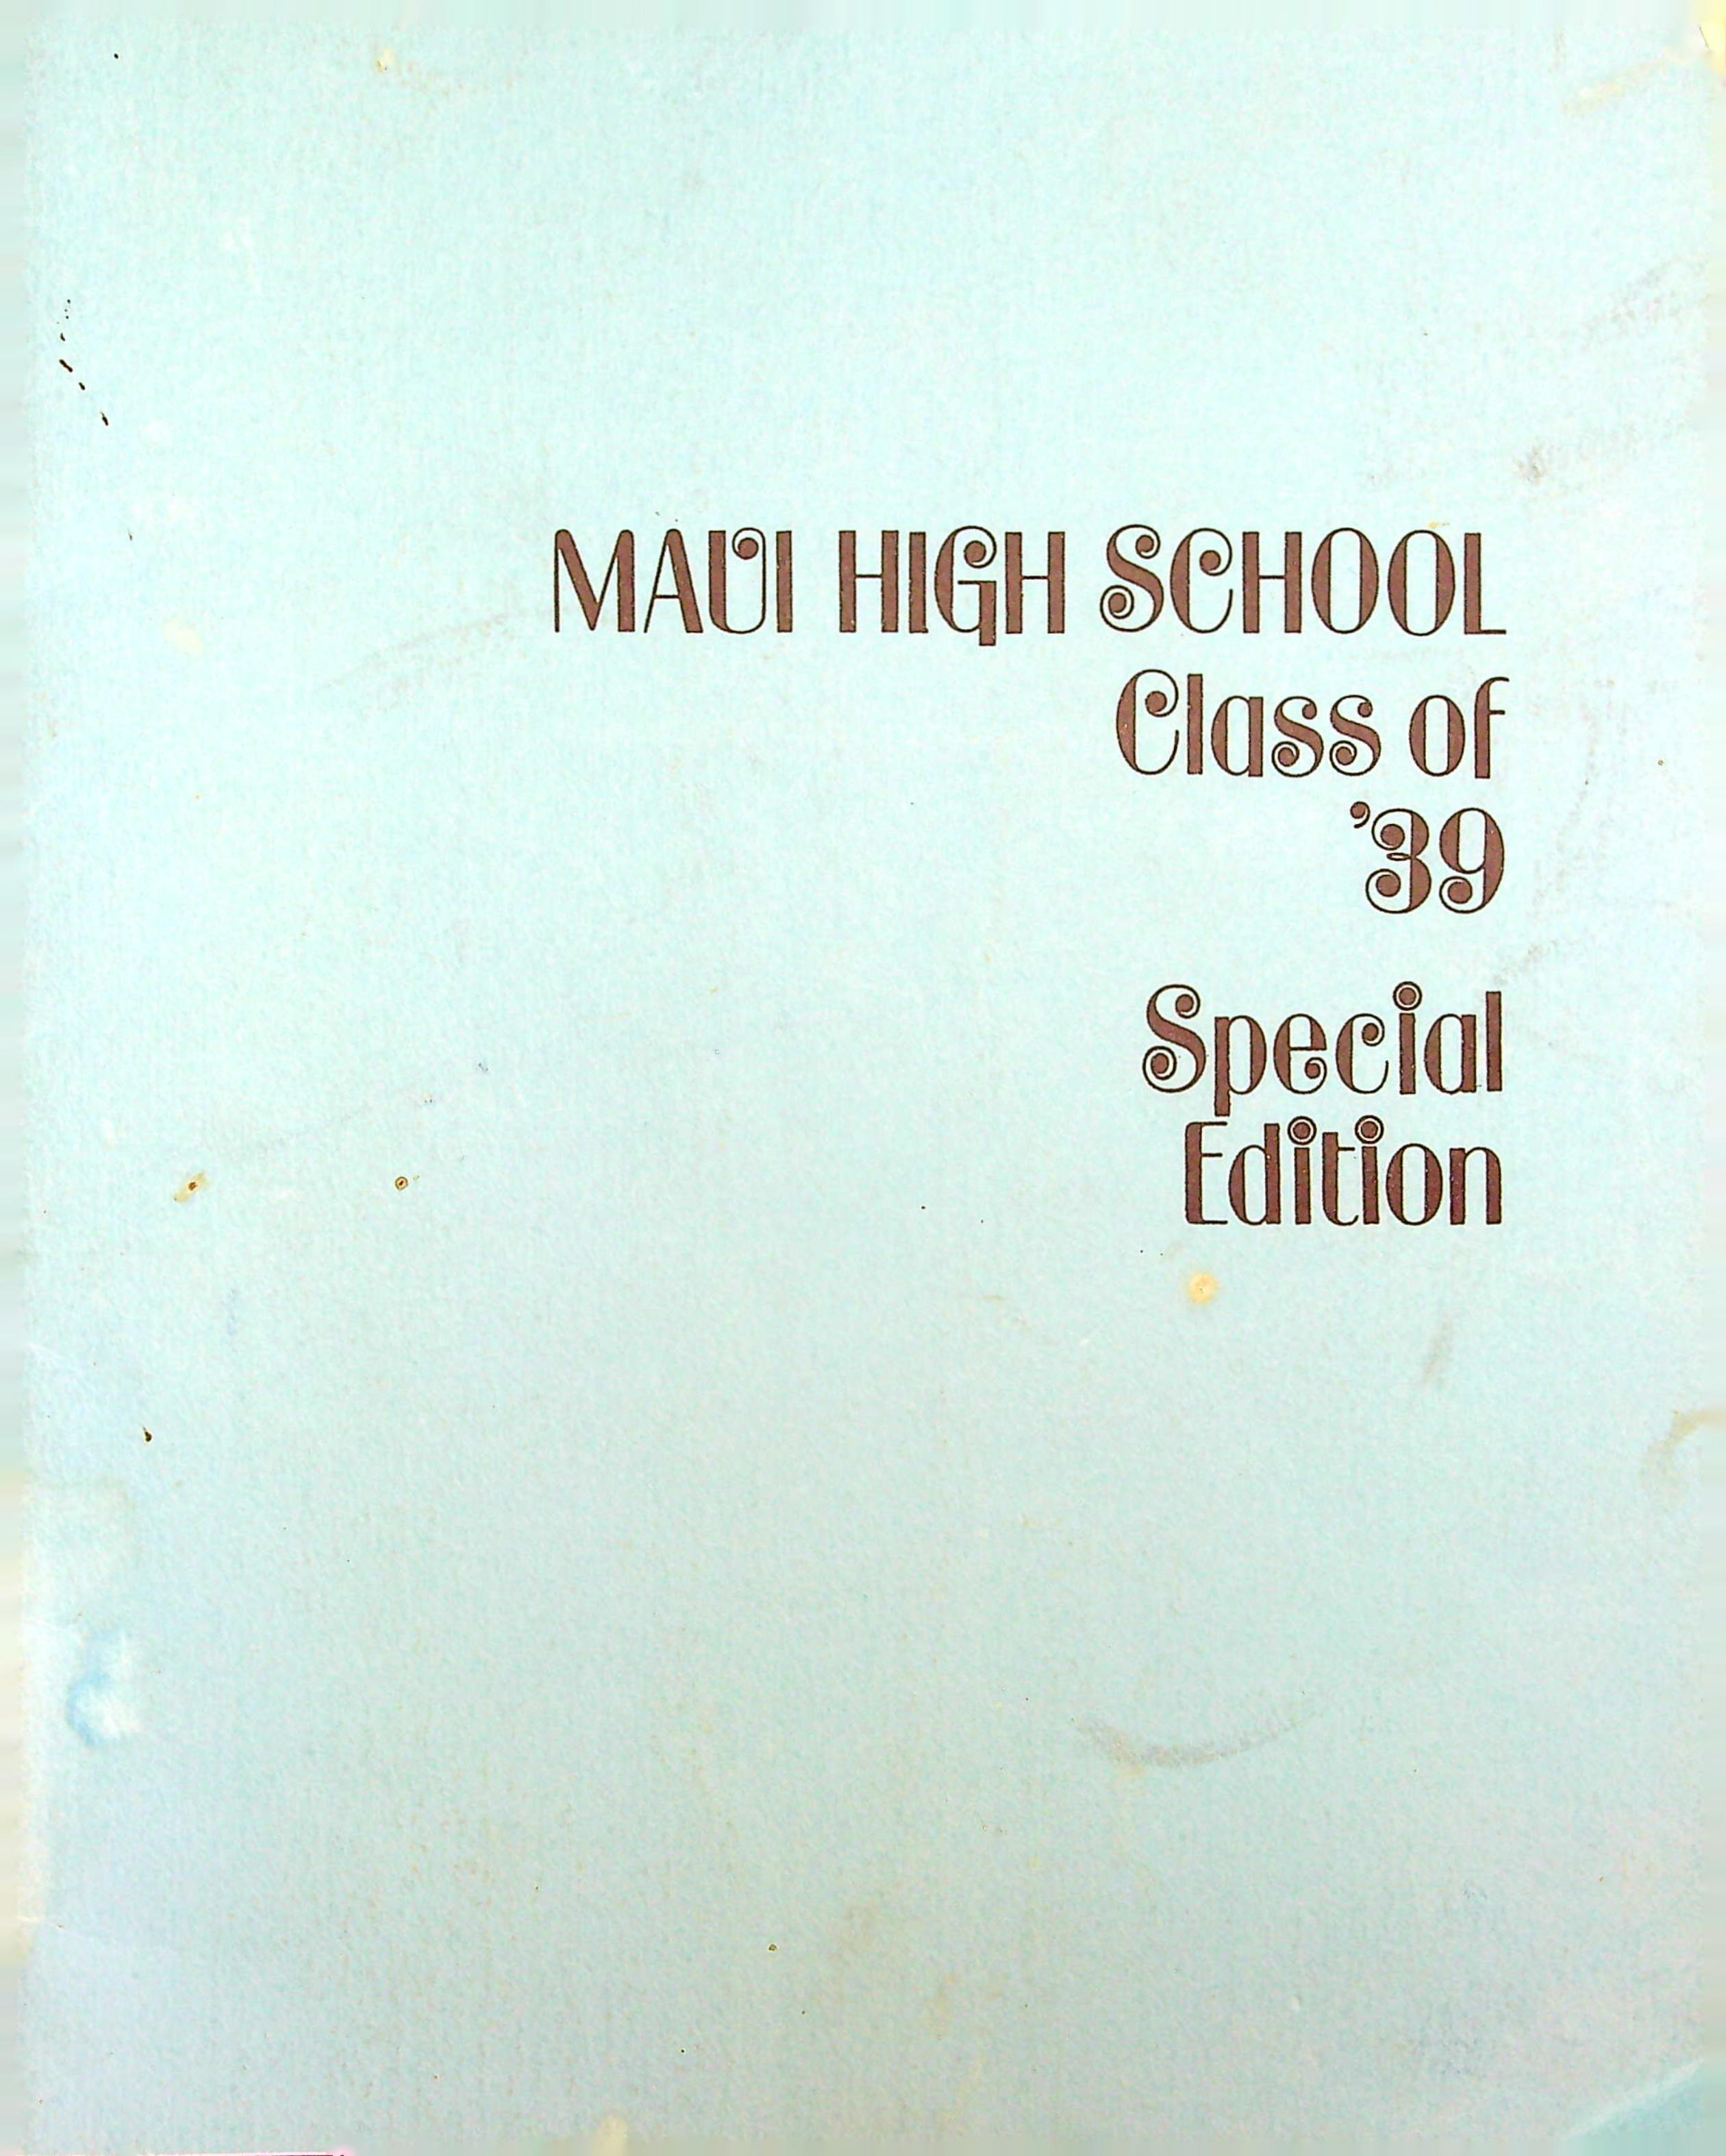 MAUI HIGH SCHOOL
Class of
'39
Special
Edition